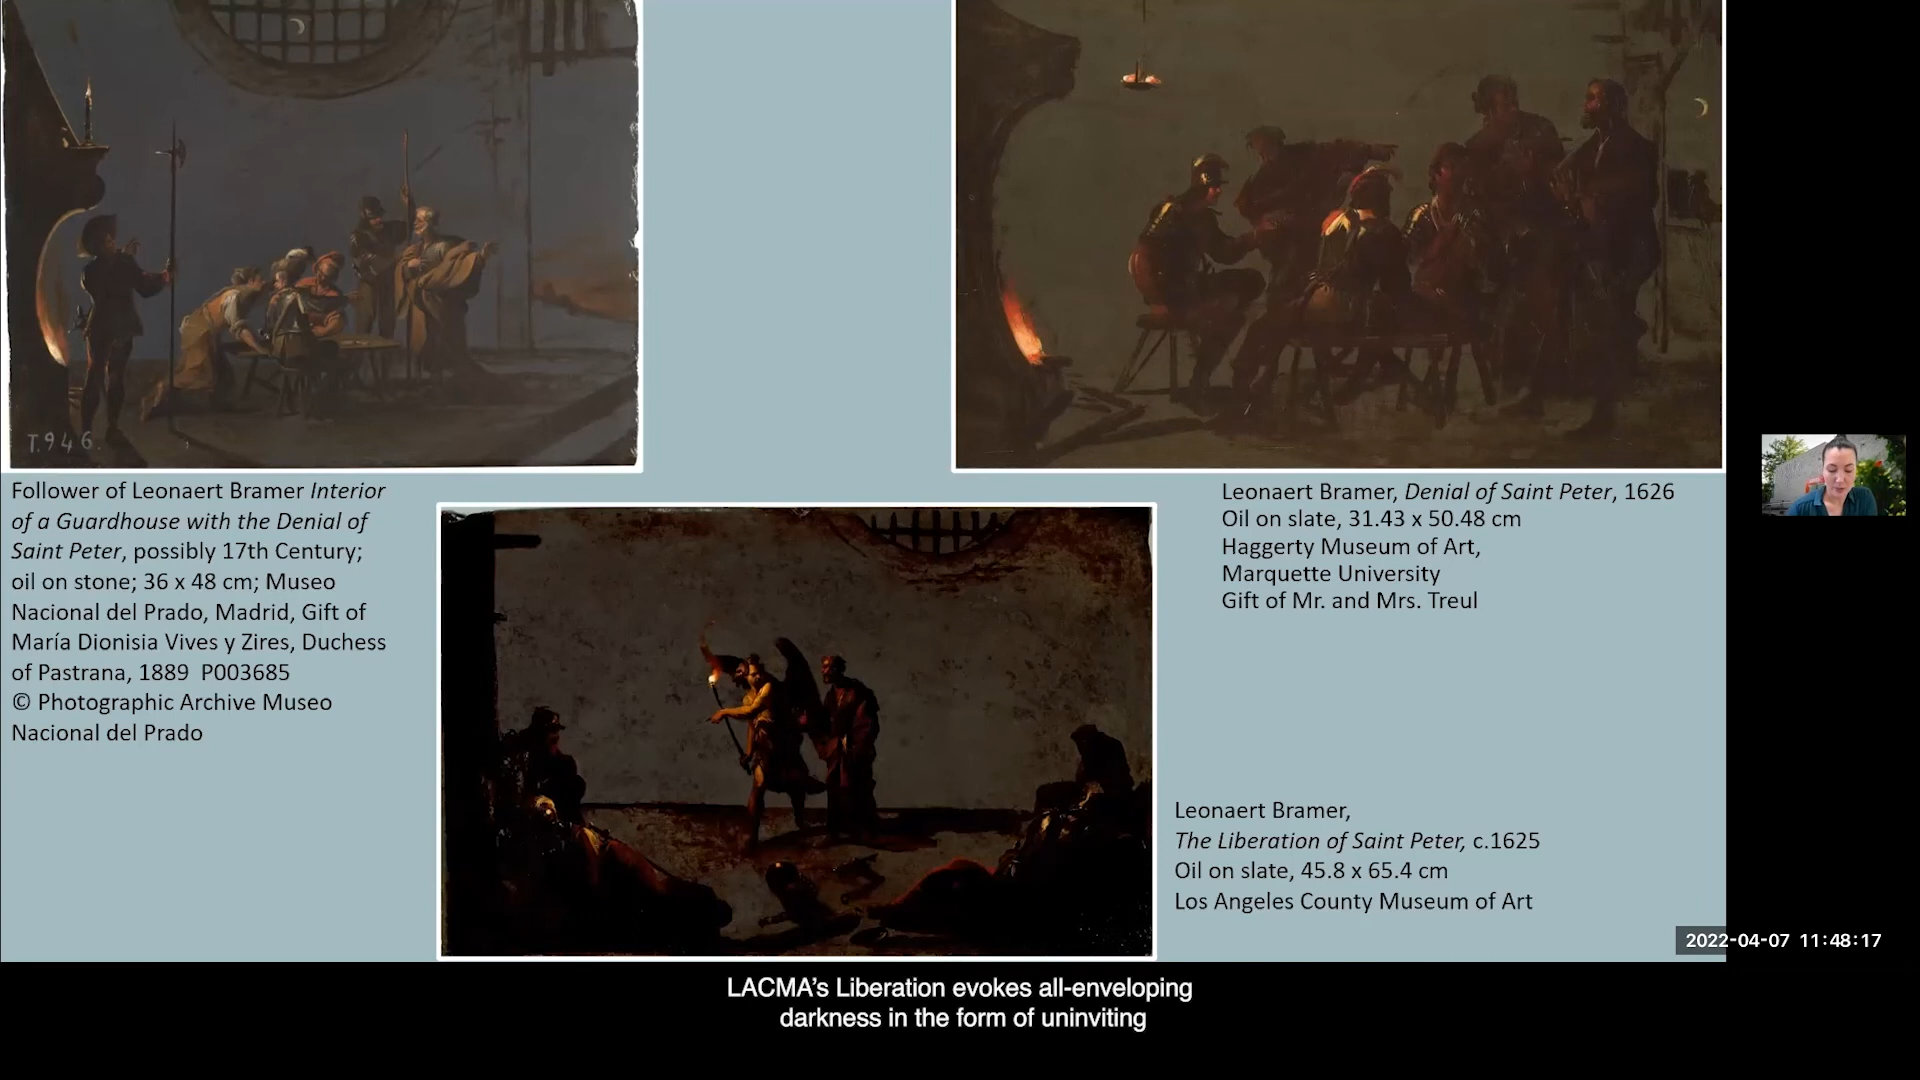 T.946.
Follower of Leonaert Bramer Interior
of a Guardhouse with the Denial of
Saint Peter, possibly 17th Century;
oil on stone; 36 x 48 cm; Museo
Nacional del Prado, Madrid, Gift of
María Dionisia Vives y Zires, Duchess
of Pastrana, 1889  P003685
© Photographic Archive Museo
Nacional del Prado
Leonaert Bramer, Denial of Saint Peter, 1626
Oil on slate, 31.43 x 50.48 cm
Haggerty Museum of Art,
Marquette University
Gift of Mr. and Mrs. Treul
Leonaert Bramer,
The Liberation of Saint Peter, c.1625
Oil on slate, 45.8 x 65.4 cm
Los Angeles County Museum of Art
2022-04-07 11:48:17
LACMA's Liberation evokes all-enveloping
darkness in the form of uninviting